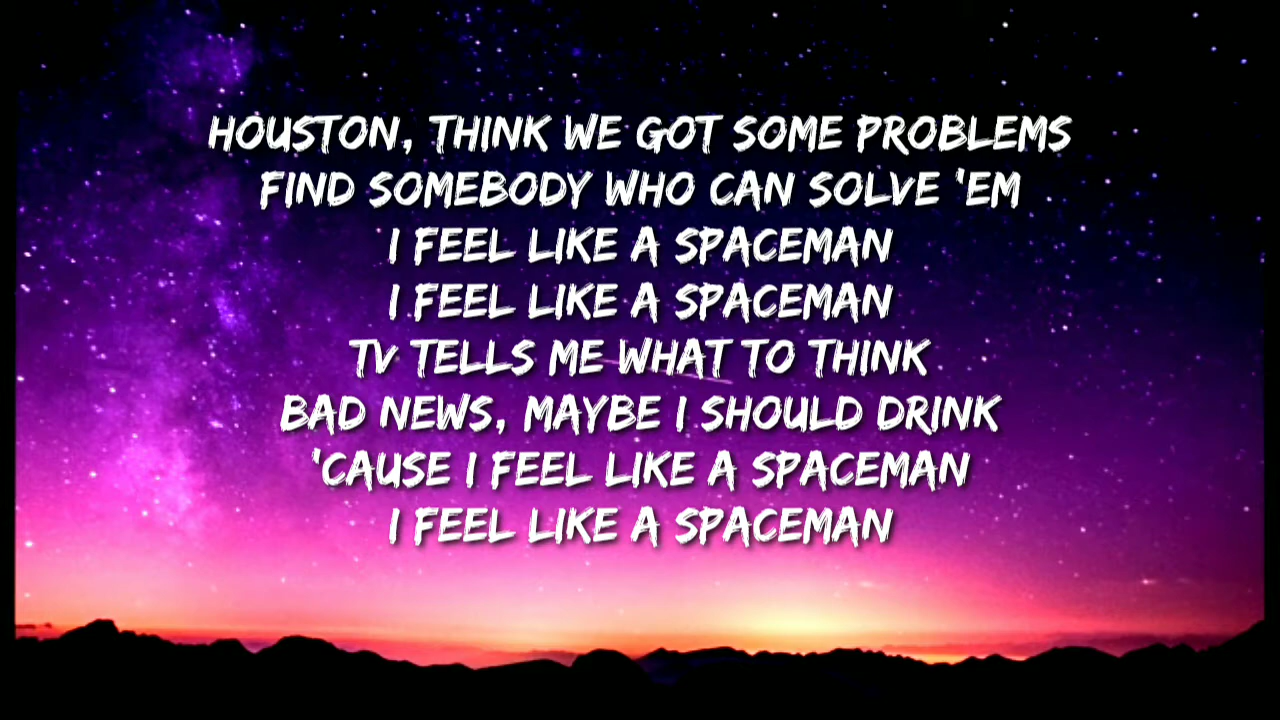 HOUSTON, THINK WE GOT SOME PROBLEMS
FIND SOMEBODY WHO CAN SOLVE 'EM
I FEEL LIKE A SPACEMAN
I FEEL LIKE A SPACEMAN
TV TELLS ME WHAT TO THINK
BAD NEWS, MAYBE I SHOULD DRINK
'CAUSE I FEEL LIKE A SPACEMAN
I FEEL LIKE A SPACEMAN